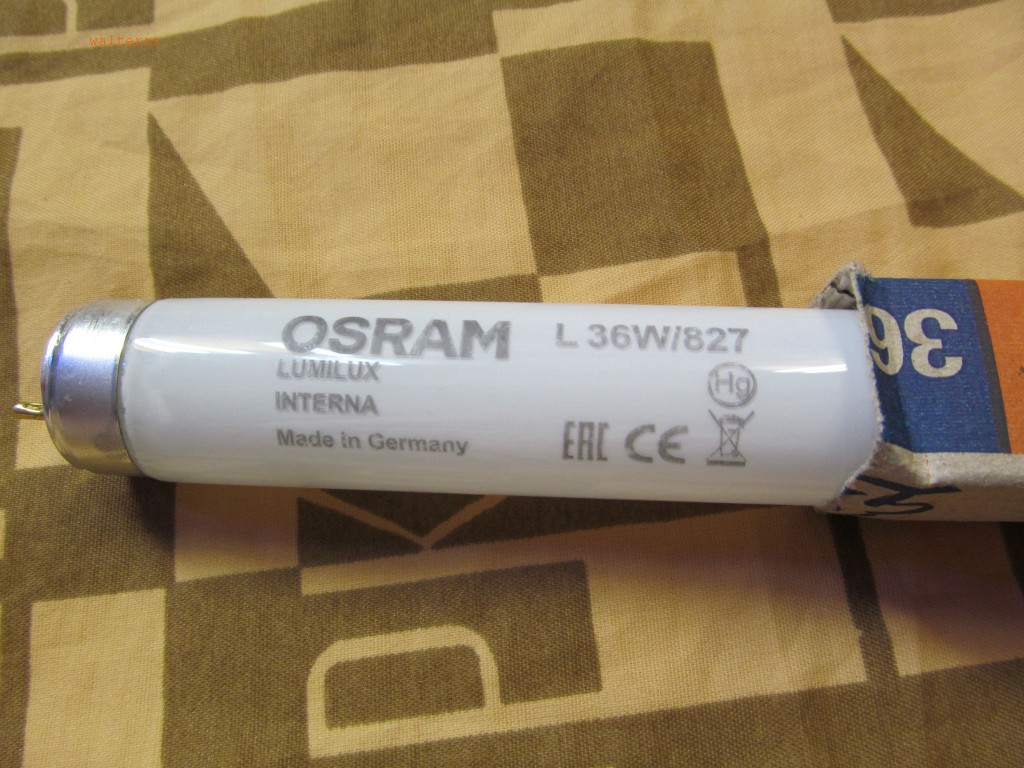 OSRAM L 36W/827
LUMILUX
INTERNA
Made in Germany
Hg
EAC CE
36